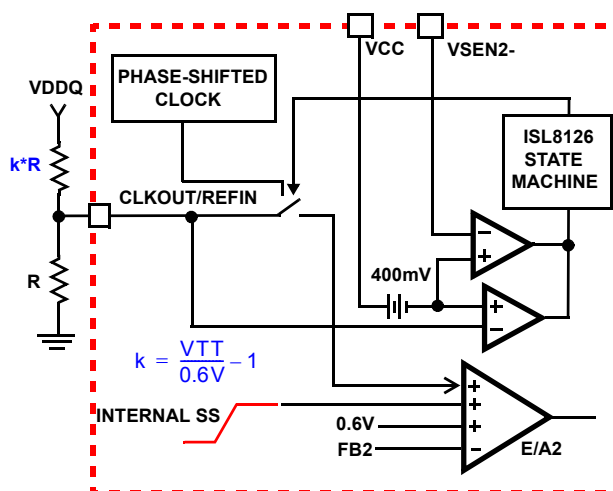 VCC
VSEN2-
PHASE-SHIFTED
CLOCK
VDDQ
k*R
CLKOUT/REFIN
ISL8126
STATE
MACHINE
R
400mV
−
+
+
−
k = VTT/0.6V − 1
INTERNAL SS
0.6V
FB2
+
+
+
−
E/A2